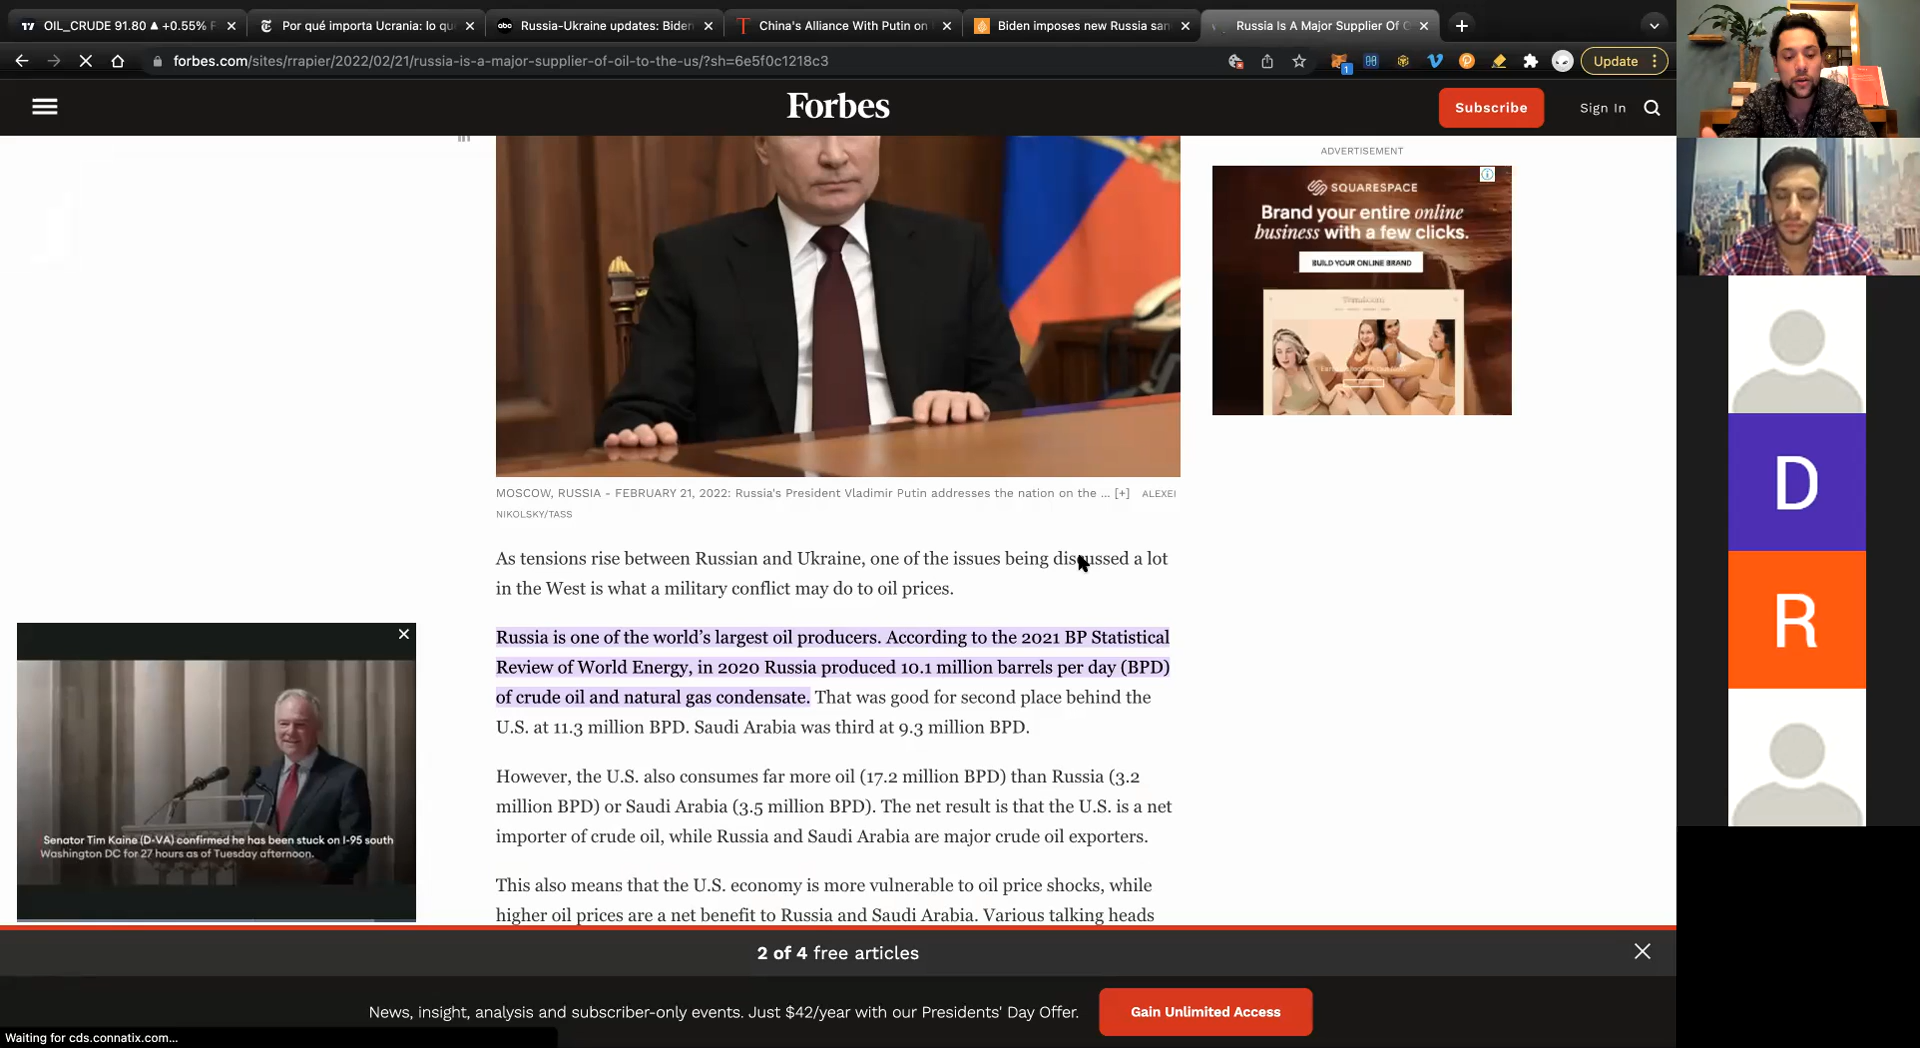 OIL_CRUDE 91.80 ▲ +0.55%
Por qué importa Ucrania: lo qu
Russia-Ukraine updates: Biden
China's Alliance With Putin on
Biden imposes new Russia san
Russia Is A Major Supplier Of
forbes.com/sites/rrapier/2022/02/21/russia-is-a-major-supplier-of-oil-to-the-us/?sh=6e5f0c1218c3
1
Update
Forbes
Subscribe
Sign In
in
ADVERTISEMENT
SQUARESPACE
Brand your entire online
business with a few clicks.
BUILD YOUR ONLINE BRAND
MOSCOW, RUSSIA - FEBRUARY 21, 2022: Russia's President Vladimir Putin addresses the nation on the ... [+] ALEXEI
NIKOLSKY/TASS
As tensions rise between Russian and Ukraine, one of the issues being discussed a lot
in the West is what a military conflict may do to oil prices.
Russia is one of the world's largest oil producers. According to the 2021 BP Statistical
Review of World Energy, in 2020 Russia produced 10.1 million barrels per day (BPD)
of crude oil and natural gas condensate. That was good for second place behind the
U.S. at 11.3 million BPD. Saudi Arabia was third at 9.3 million BPD.
However, the U.S. also consumes far more oil (17.2 million BPD) than Russia (3.2
million BPD) or Saudi Arabia (3.5 million BPD). The net result is that the U.S. is a net
importer of crude oil, while Russia and Saudi Arabia are major crude oil exporters.
This also means that the U.S. economy is more vulnerable to oil price shocks, while
higher oil prices are a net benefit to Russia and Saudi Arabia. Various talking heads
Senator Tim Kaine (D-VA) confirmed he has been stuck on I-95 south
Washington DC for 27 hours as of Tuesday afternoon.
2 of 4 free articles
News, insight, analysis and subscriber-only events. Just $42/year with our Presidents' Day Offer.
Gain Unlimited Access
Waiting for cds.connatix.com...
D
R